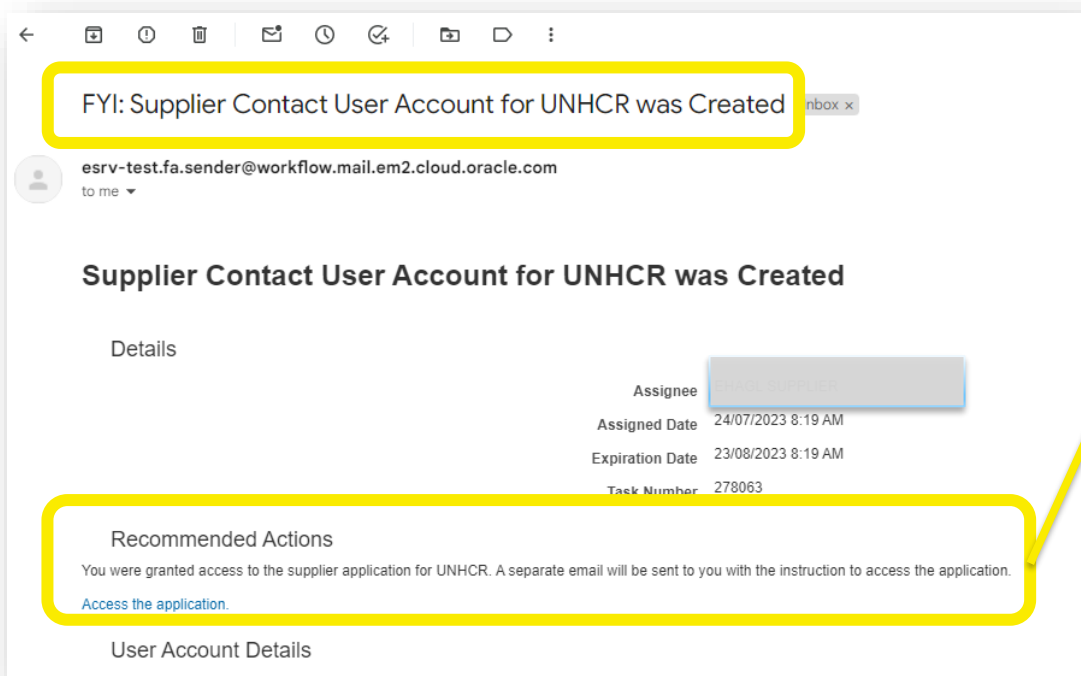 FYI: Supplier Contact User Account for UNHCR was Created
nbox ×
esrv-test.fa.sender@workflow.mail.em2.cloud.oracle.com
to me
Supplier Contact User Account for UNHCR was Created
Details
Assignee
Assigned Date 24/07/2023 8:19 AM
Expiration Date 23/08/2023 8:19 AM
Task Number 278063
Recommended Actions
You were granted access to the supplier application for UNHCR. A separate email will be sent to you with the instruction to access the application.
Access the application.
User Account Details